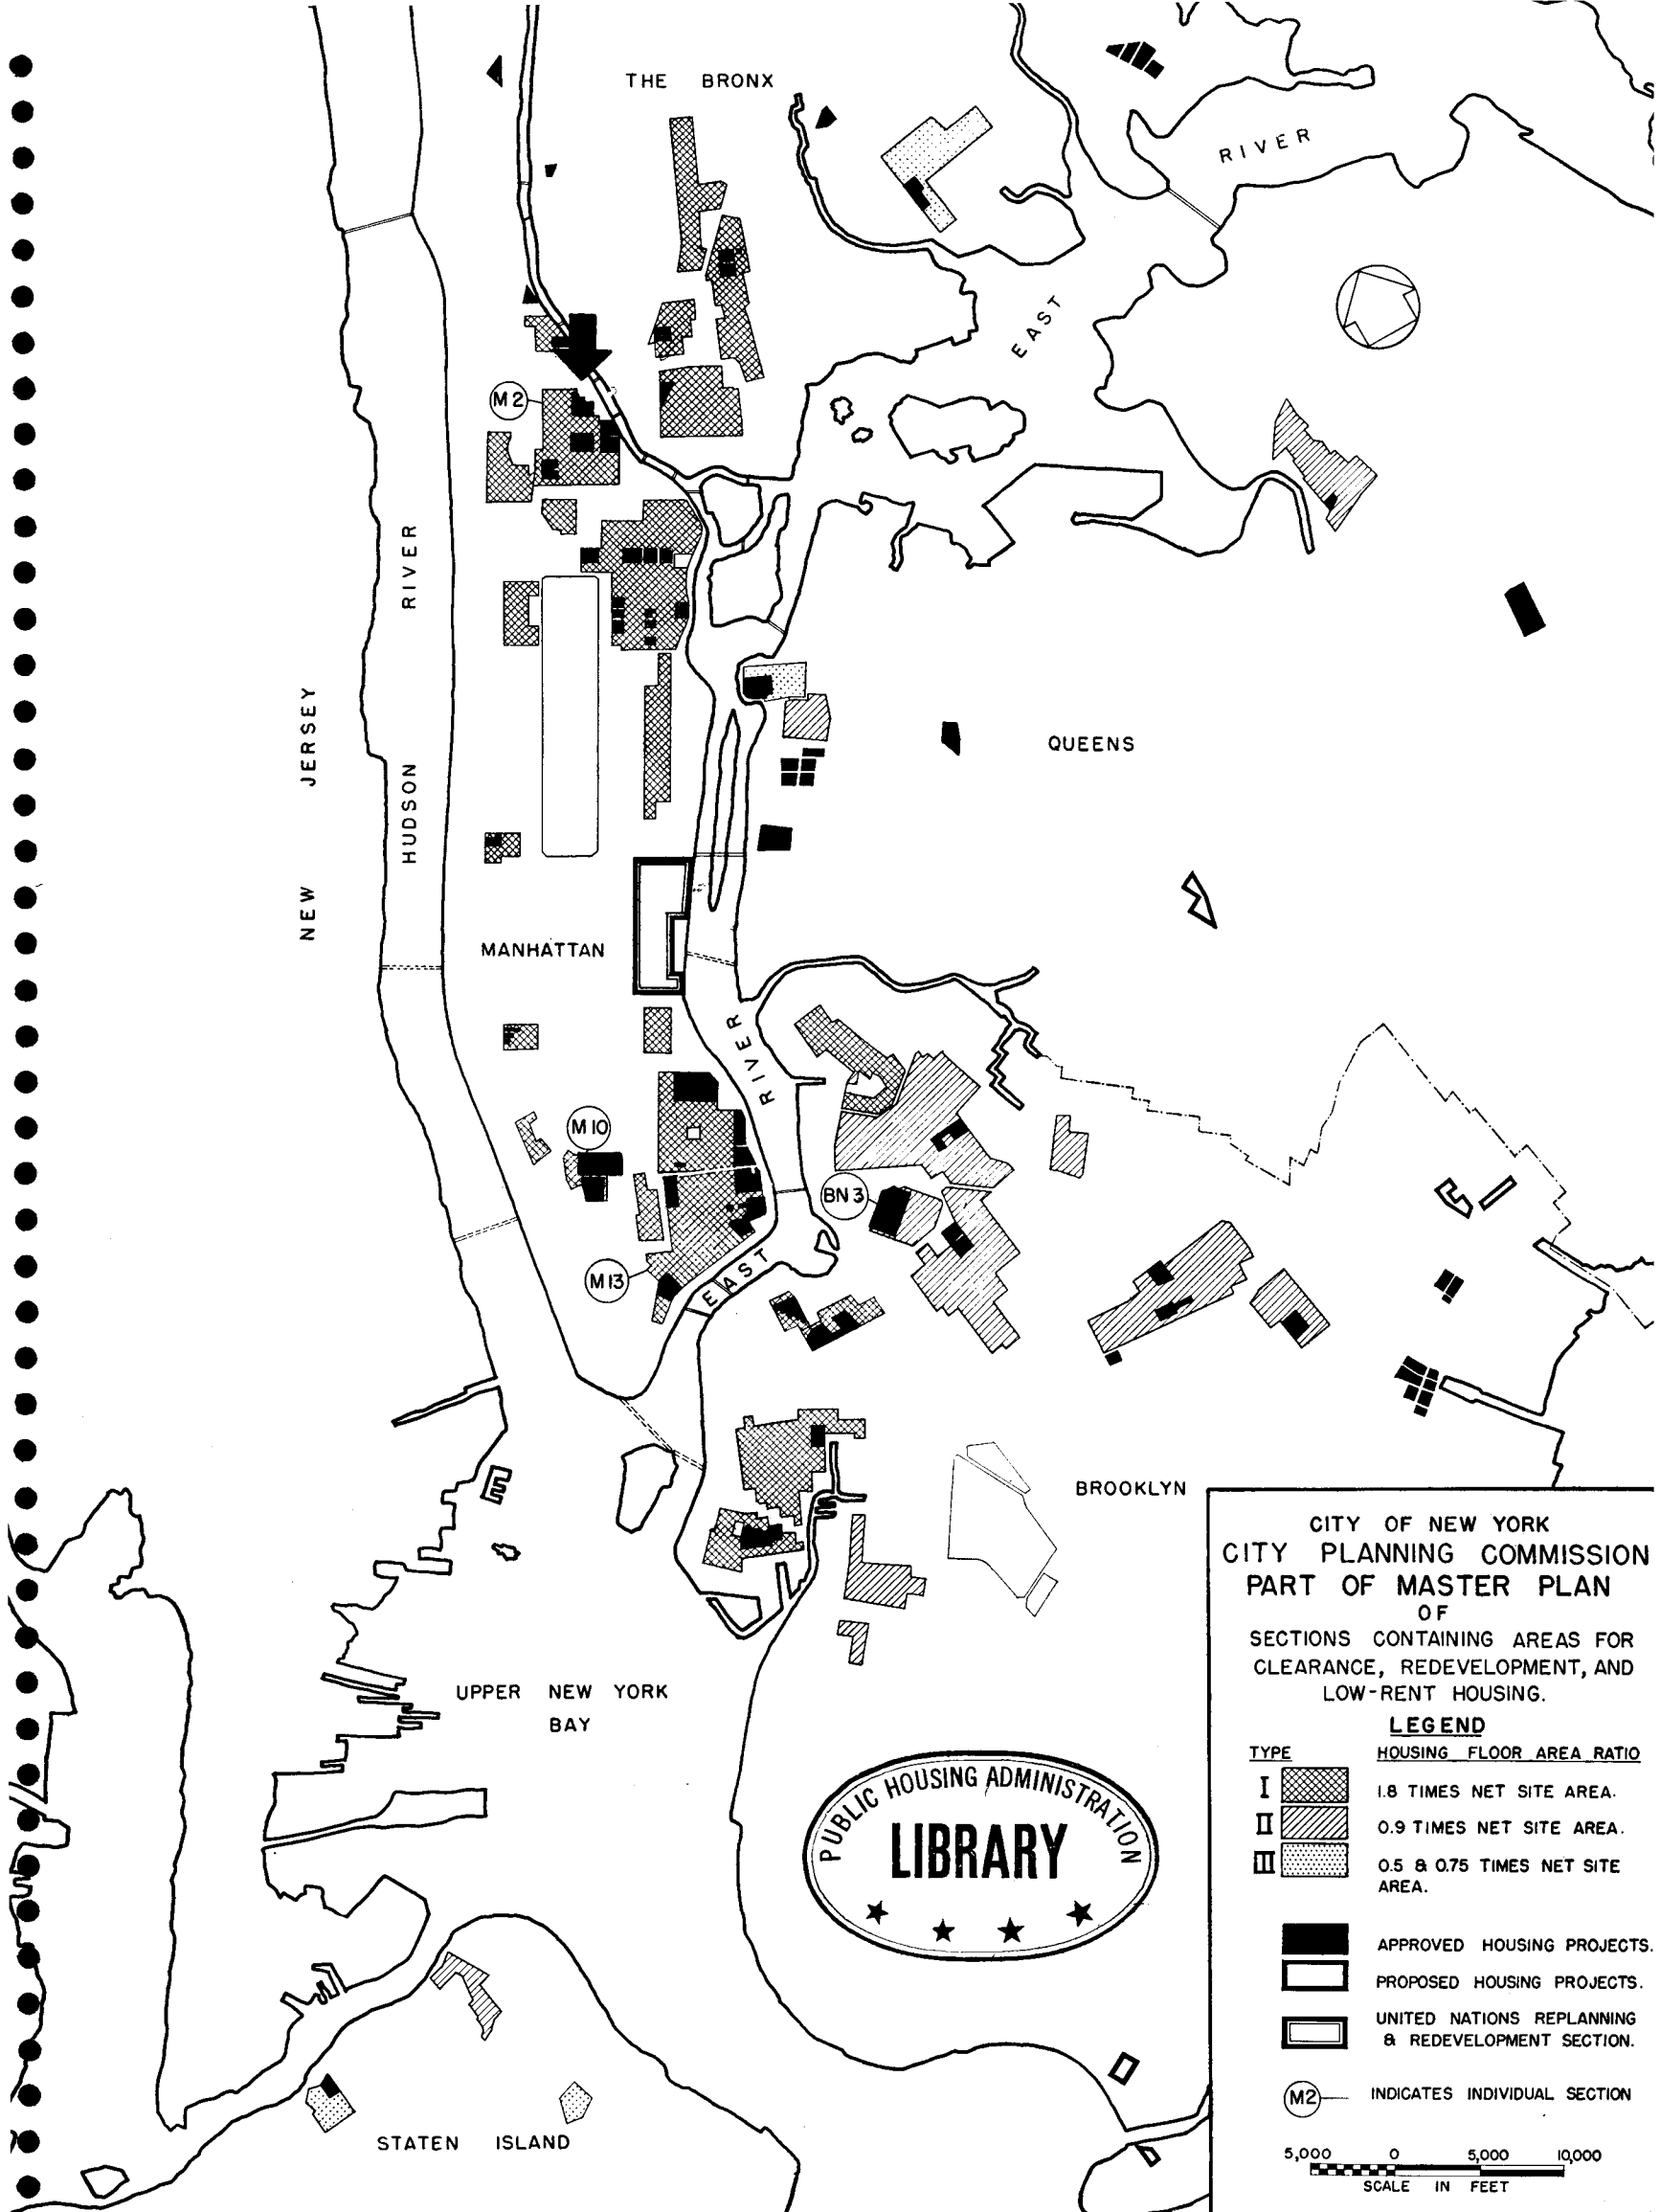 THE BRONX
RIVER
EAST
M2
RIVER
HUDSON
NEW JERSEY
QUEENS
MANHATTAN
RIVER
M10
BN 3
M13
EAST
BROOKLYN
UPPER NEW YORK
BAY
STATEN ISLAND
PUBLIC HOUSING ADMINISTRATION
LIBRARY
CITY OF NEW YORK
CITY PLANNING COMMISSION
PART OF MASTER PLAN
OF
SECTIONS CONTAINING AREAS FOR
CLEARANCE, REDEVELOPMENT, AND
LOW-RENT HOUSING.
LEGEND
TYPE HOUSING FLOOR AREA RATIO
I 1.8 TIMES NET SITE AREA.
II 0.9 TIMES NET SITE AREA.
III 0.5 & 0.75 TIMES NET SITE
AREA.
APPROVED HOUSING PROJECTS.
PROPOSED HOUSING PROJECTS.
UNITED NATIONS REPLANNING
& REDEVELOPMENT SECTION.
M2 INDICATES INDIVIDUAL SECTION
5,000 0 5,000 10,000
SCALE IN FEET